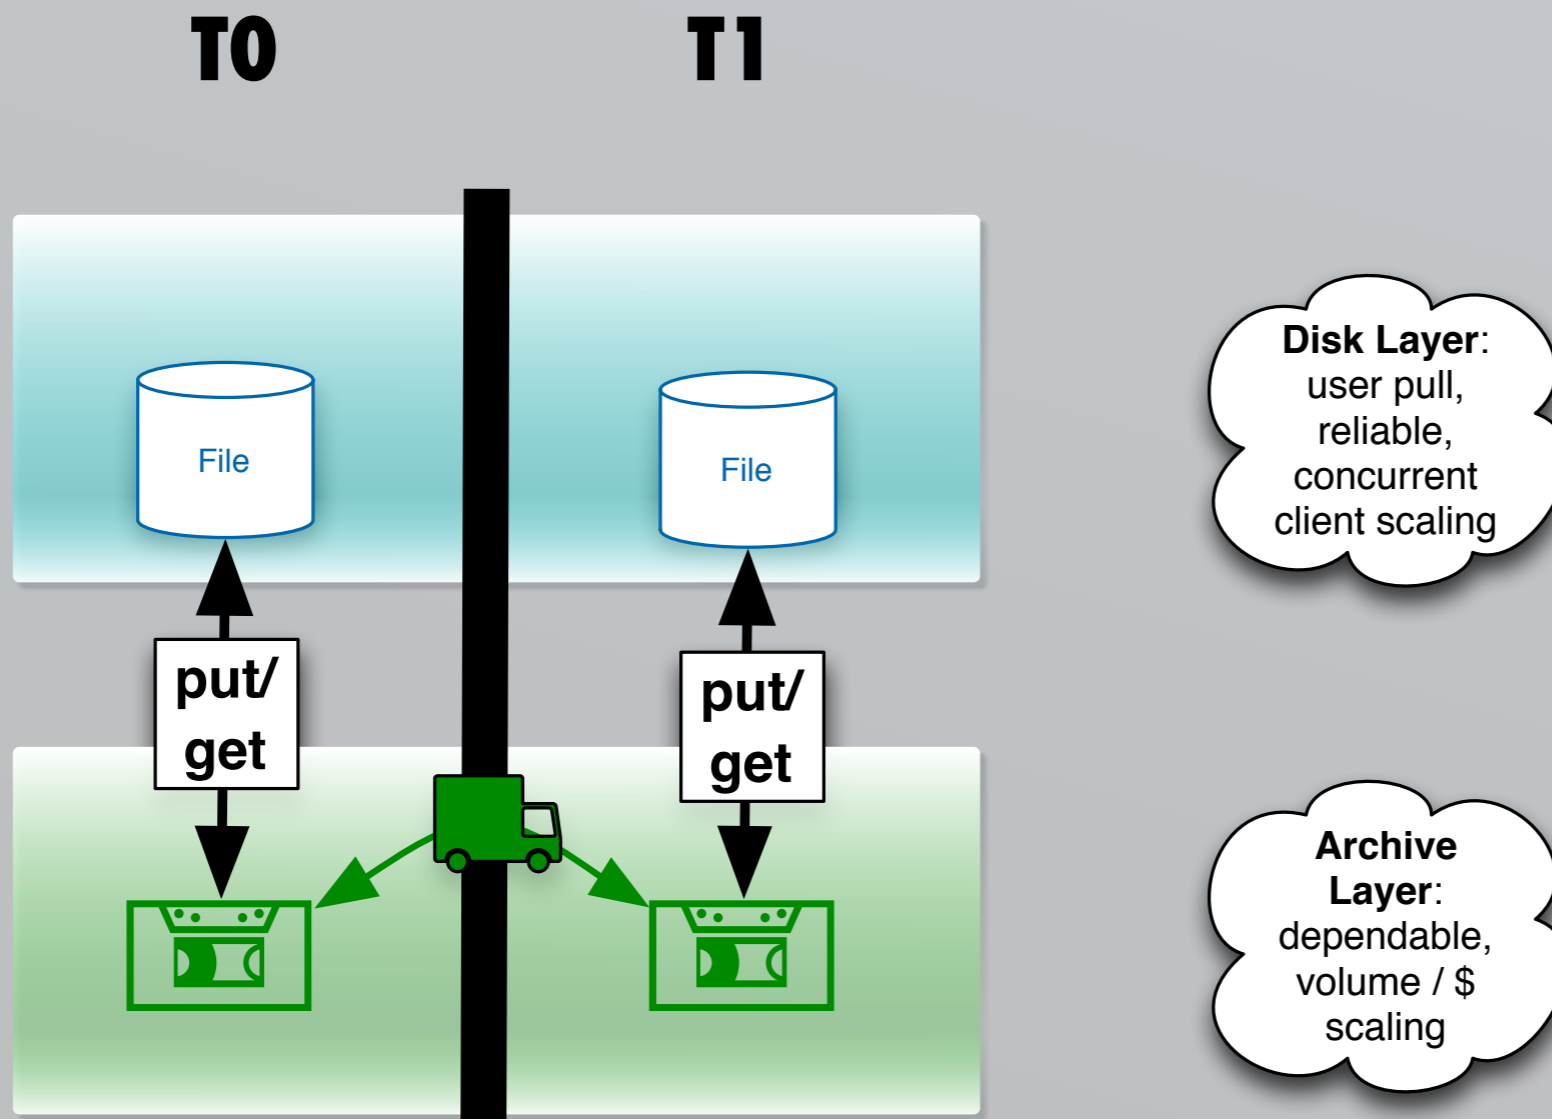 T0
T1
File
File
put/
get
put/
get
Disk Layer:
user pull,
reliable,
concurrent
client scaling
Archive
Layer:
dependable,
volume / $
scaling